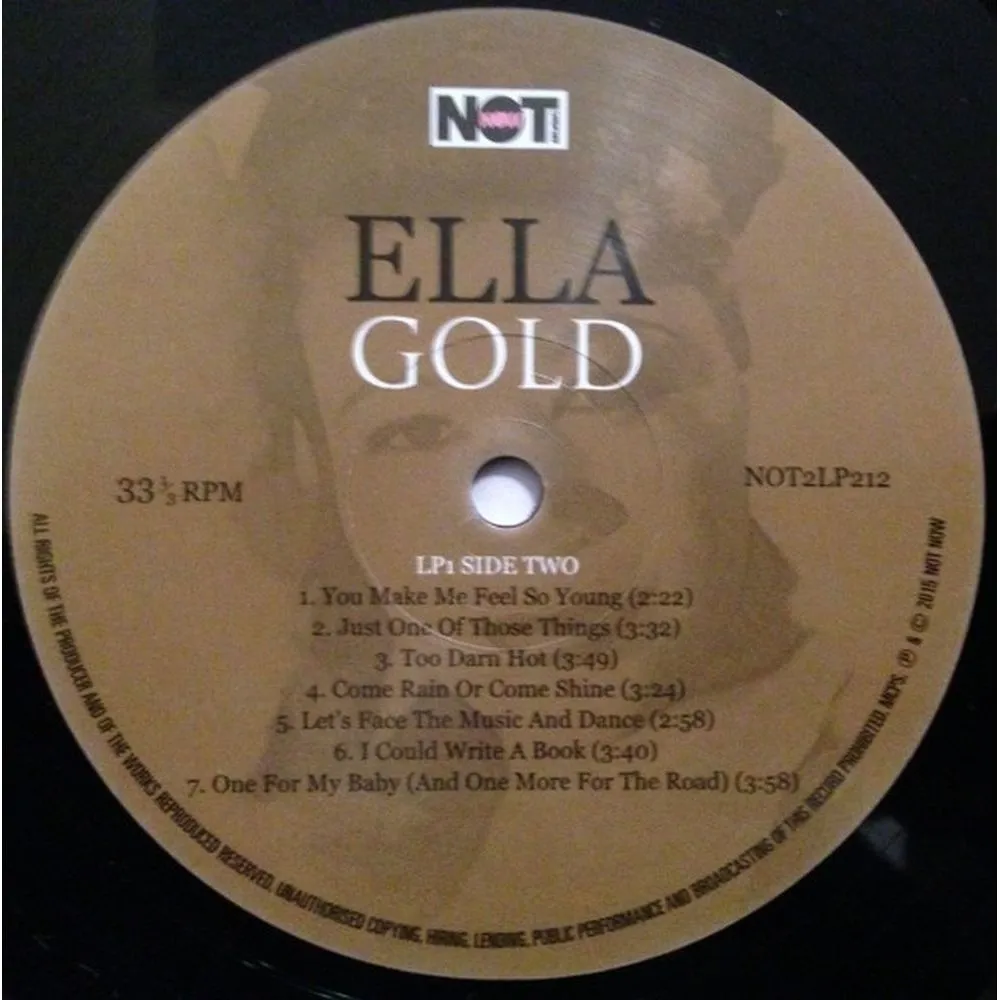 NOT NOW
ELLA
GOLD
33 ⅓ RPM
NOT2LP212
LP1 SIDE TWO
1. You Make Me Feel So Young (2:22)
2. Just One Of Those Things (3:32)
3. Too Darn Hot (3:49)
4. Come Rain Or Come Shine (3:24)
5. Let's Face The Music And Dance (2:58)
6. I Could Write A Book (3:40)
7. One For My Baby (And One More For The Road) (3:58)
ALL RIGHTS OF THE PRODUCER AND OF THE WORKS REPRODUCED RESERVED. UNAUTHORISED COPYING, HIRING, LENDING, PUBLIC PERFORMANCE AND BROADCASTING OF THIS RECORD PROHIBITED. MCPS. ℗ & © 2015 NOT NOW